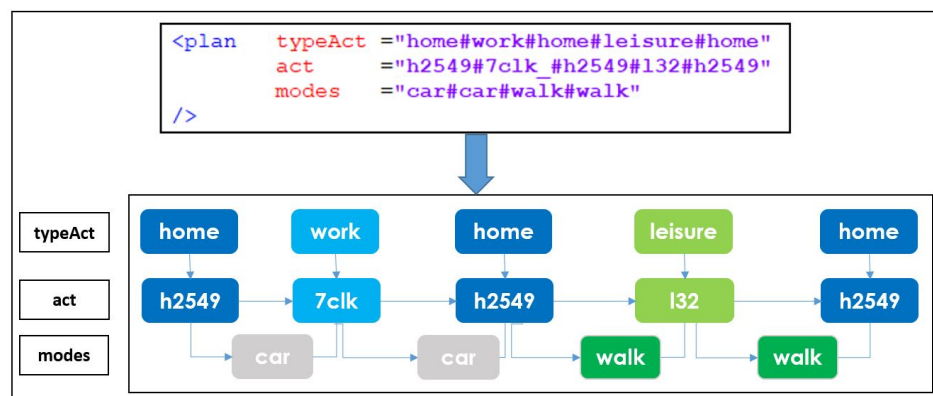 <plan typeAct ="home#work#home#leisure#home"
act ="h2549#7clk_#h2549#l32#h2549"
modes ="car#car#walk#walk"
/>
typeAct home work home leisure home
act h2549 7clk h2549 l32 h2549
modes car car walk walk